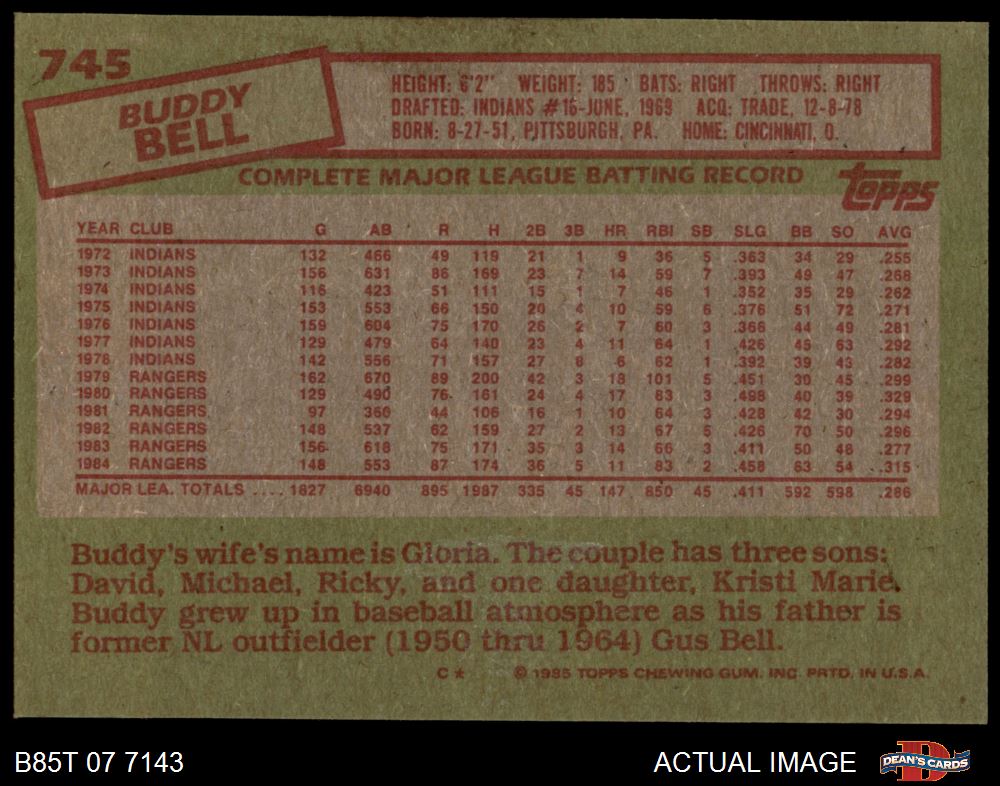 745
BUDDY
BELL
HEIGHT: 6'2" WEIGHT: 185 BATS: RIGHT THROWS: RIGHT
DRAFTED: INDIANS #16-JUNE, 1969 ACQ: TRADE, 12-8-78
BORN: 8-27-51, PITTSBURGH, PA. HOME: CINCINNATI, O.
COMPLETE MAJOR LEAGUE BATTING RECORD
topps
YEAR CLUB G AB R H 2B 3B HR RBI SB SLG BB SO AVG
1972 INDIANS 132 466 49 119 21 1 9 36 5 .363 34 29 .255
1973 INDIANS 156 631 86 169 23 7 14 59 7 .393 49 47 .268
1974 INDIANS 116 423 51 111 15 1 7 46 1 .352 35 29 .262
1975 INDIANS 153 553 66 150 20 4 10 59 6 .376 51 72 .271
1976 INDIANS 159 604 75 170 26 2 7 60 3 .366 44 49 .281
1977 INDIANS 129 479 64 140 23 4 11 64 1 .426 45 63 .292
1978 INDIANS 142 556 71 157 27 8 6 62 1 .392 39 43 .282
1979 RANGERS 162 670 89 200 42 3 18 101 5 .451 30 45 .299
1980 RANGERS 129 490 76 161 24 4 17 83 3 .498 40 39 .329
1981 RANGERS 97 360 44 106 16 1 10 64 3 .428 42 30 .294
1982 RANGERS 148 537 62 159 27 2 13 67 5 .426 70 50 .296
1983 RANGERS 156 618 75 171 35 3 14 66 3 .411 50 48 .277
1984 RANGERS 148 553 87 174 36 5 11 83 2 .458 63 54 .315
MAJOR LEA. TOTALS .... 1827 6940 895 1987 335 45 147 850 45 .411 592 598 .286
Buddy's wife's name is Gloria. The couple has three sons:
David, Michael, Ricky, and one daughter, Kristi Marie.
Buddy grew up in baseball atmosphere as his father is
former NL outfielder (1950 thru 1964) Gus Bell.
C* © 1985 TOPPS CHEWING GUM, INC. PRTD. IN U.S.A.
B85T 07 7143 ACTUAL IMAGE DEAN'S CARDS